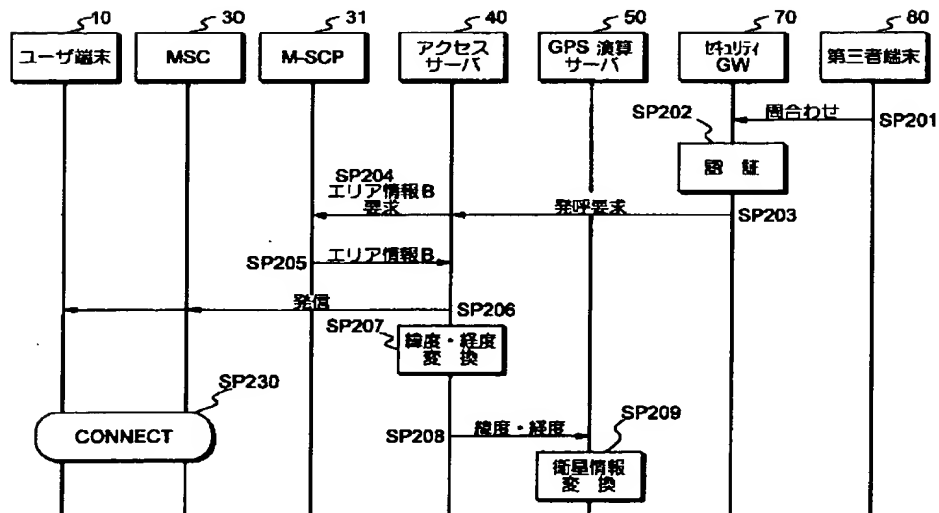 10
30
31
40
50
70
80
ユーザ端末
MSC
M-SCP
アクセス
サーバ
GPS 演算
サーバ
セキュリティ
GW
第三者端末
問合わせ
SP201
SP202
認 証
SP204
エリア情報B
要求
発呼要求
SP203
SP205
エリア情報B
発信
SP206
SP207
緯度・経度
変 換
SP230
CONNECT
SP208
緯度・経度
SP209
衛星情報
変 換